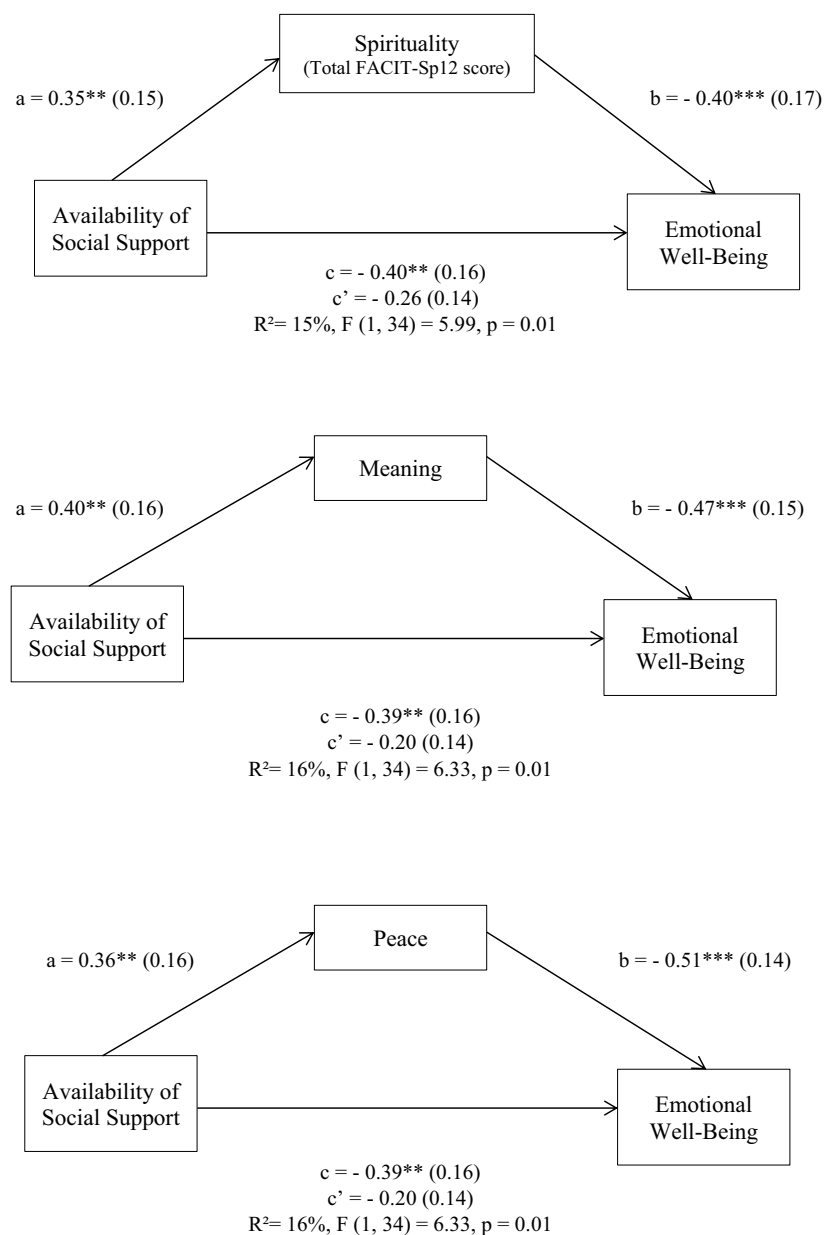 Spirituality
(Total FACIT-Sp12 score)
a = 0.35** (0.15)
b = - 0.40*** (0.17)
Availability of
Social Support
Emotional
Well-Being
c = - 0.40** (0.16)
c’ = - 0.26 (0.14)
R²= 15%, F (1, 34) = 5.99, p = 0.01
Meaning
a = 0.40** (0.16)
b = - 0.47*** (0.15)
Availability of
Social Support
Emotional
Well-Being
c = - 0.39** (0.16)
c’ = - 0.20 (0.14)
R²= 16%, F (1, 34) = 6.33, p = 0.01
Peace
a = 0.36** (0.16)
b = - 0.51*** (0.14)
Availability of
Social Support
Emotional
Well-Being
c = - 0.39** (0.16)
c’ = - 0.20 (0.14)
R²= 16%, F (1, 34) = 6.33, p = 0.01